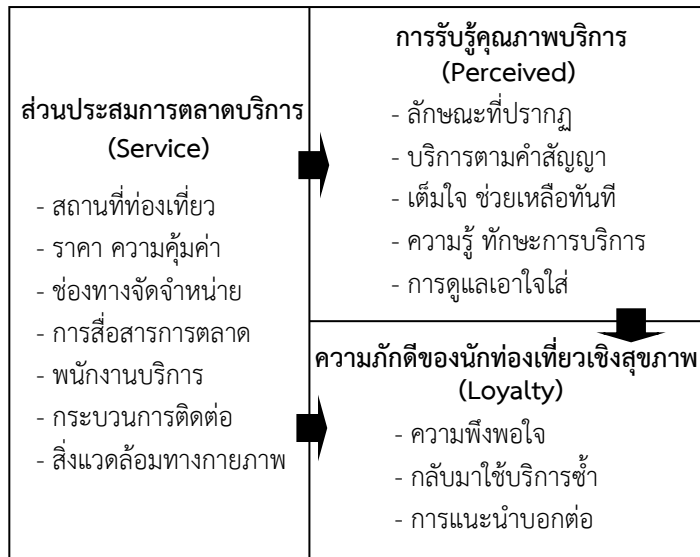 ส่วนประสมการตลาดบริการ
(Service)
- สถานที่ท่องเที่ยว
- ราคา ความคุ้มค่า
- ช่องทางจัดจำหน่าย
- การสื่อสารการตลาด
- พนักงานบริการ
- กระบวนการติดต่อ
- สิ่งแวดล้อมทางกายภาพ
การรับรู้คุณภาพบริการ
(Perceived)
- ลักษณะที่ปรากฏ
- บริการตามคำสัญญา
- เต็มใจ ช่วยเหลือทันที
- ความรู้ ทักษะการบริการ
- การดูแลเอาใจใส่
ความภักดีของนักท่องเที่ยวเชิงสุขภาพ
(Loyalty)
- ความพึงพอใจ
- กลับมาใช้บริการซ้ำ
- การแนะนำบอกต่อ